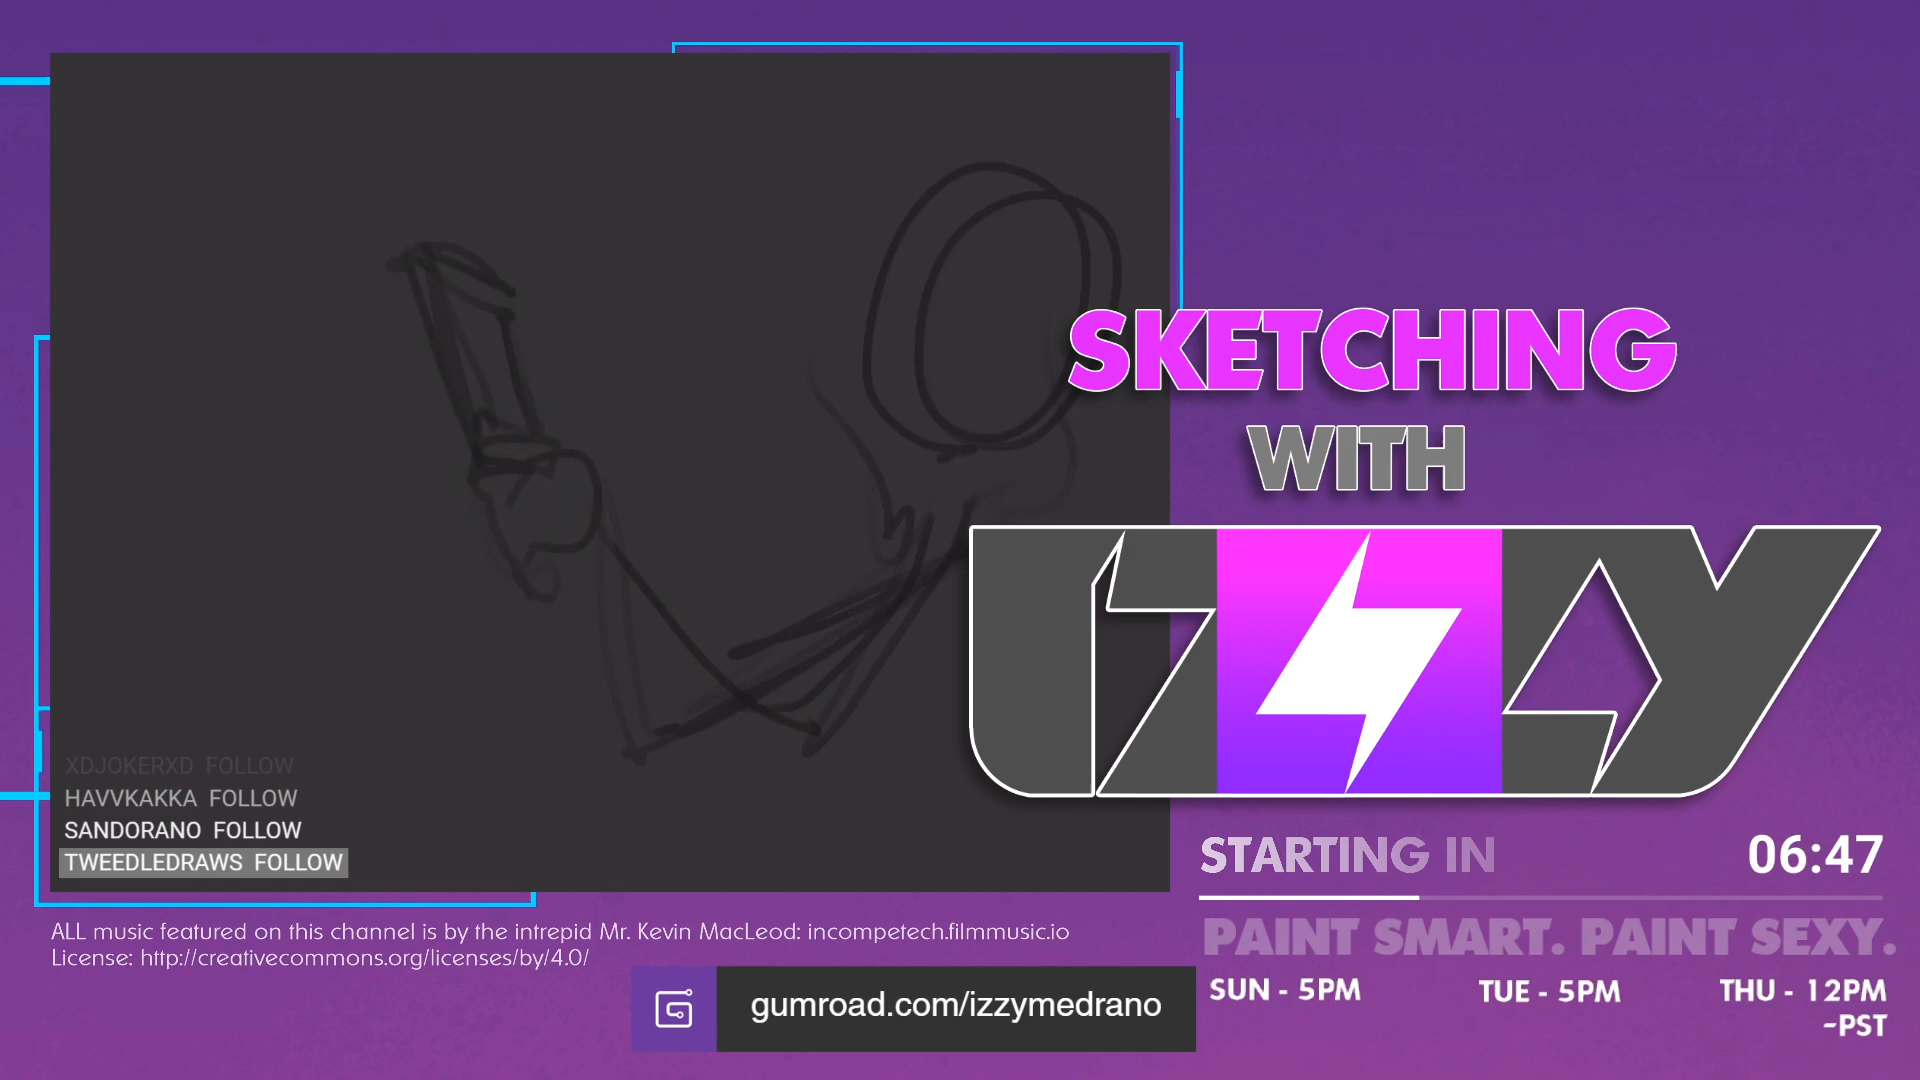 SKETCHING
WITH
IZZY
XDJOKERXD FOLLOW
HAVVKAKKA FOLLOW
SANDORANO FOLLOW
TWEEDLEDRAWS FOLLOW
STARTING IN 06:47
PAINT SMART. PAINT SEXY.
ALL music featured on this channel is by the intrepid Mr. Kevin MacLeod: incompetech.filmmusic.io
License: http://creativecommons.org/licenses/by/4.0/
gumroad.com/izzymedrano
SUN - 5PM TUE - 5PM THU - 12PM
~PST